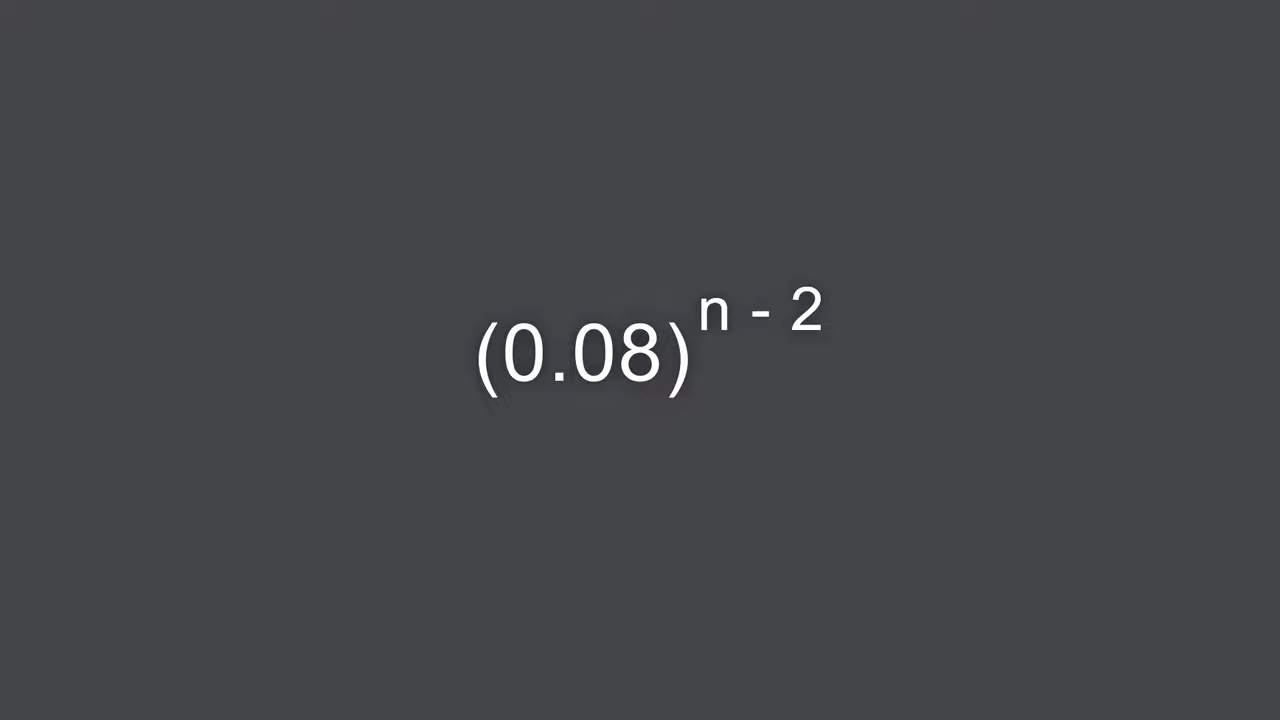 (0.08)ⁿ ⁻ ²